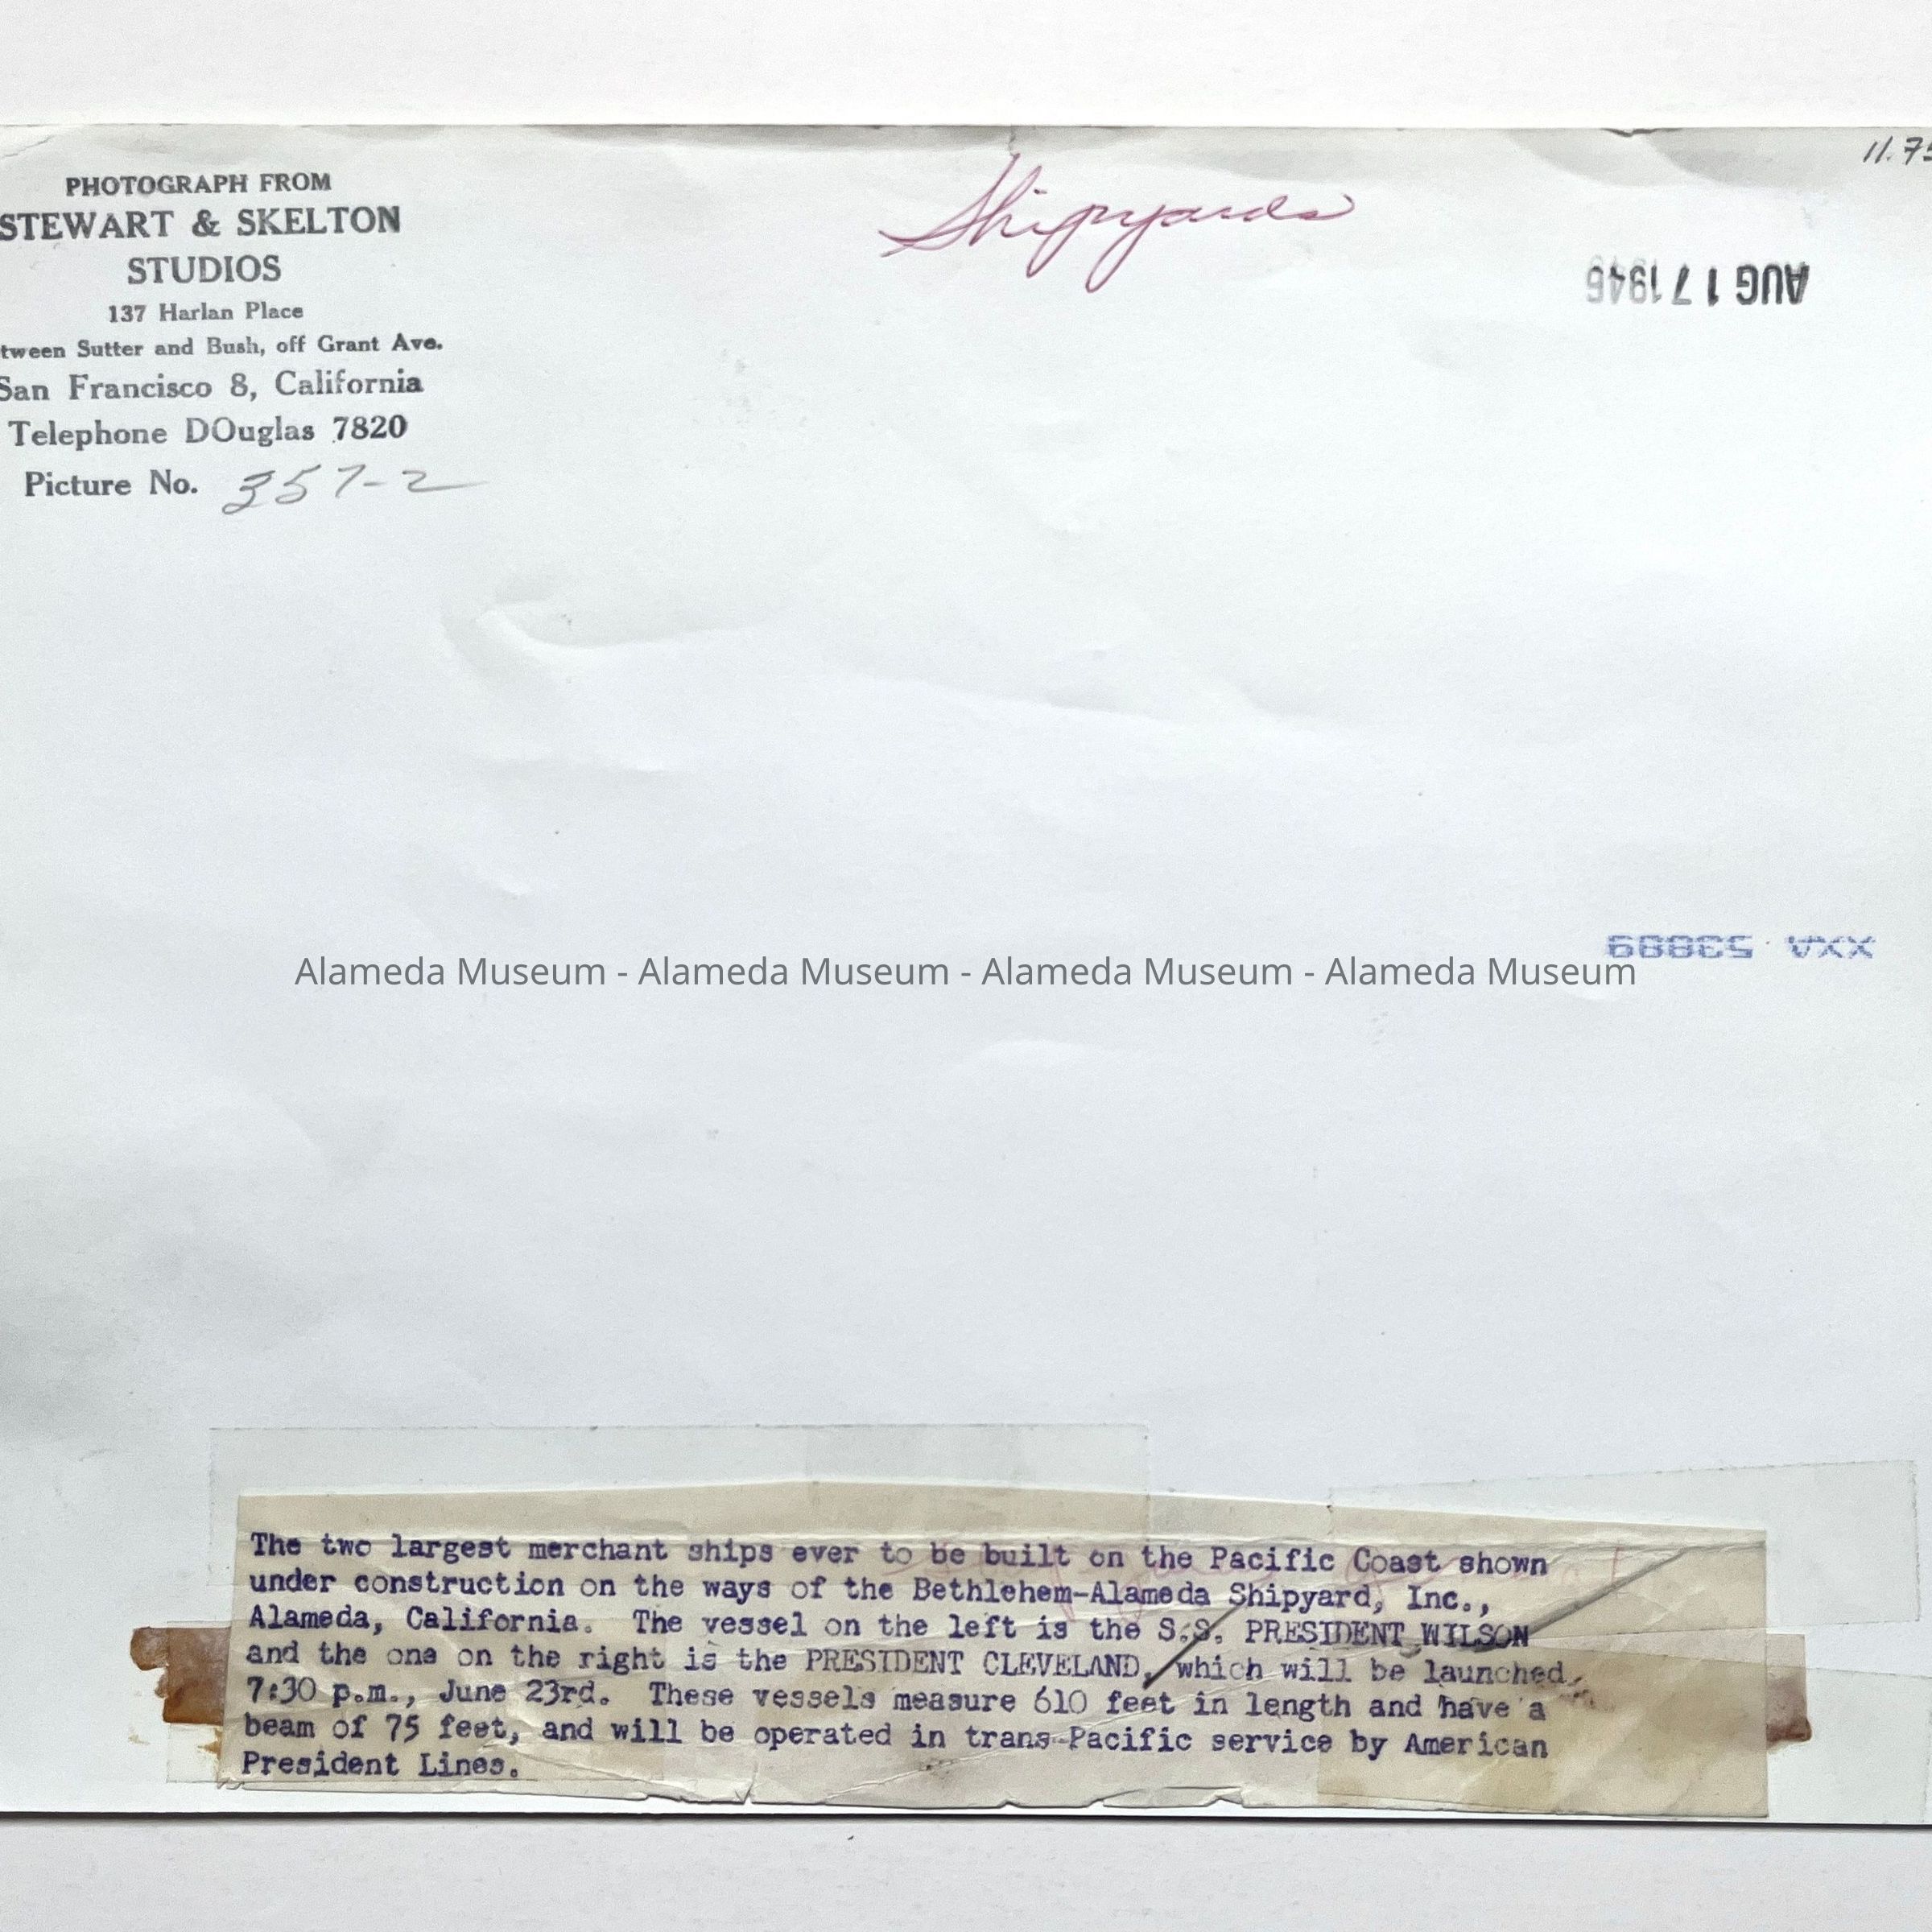 PHOTOGRAPH FROM
STEWART & SKELTON
STUDIOS
137 Harlan Place
tween Sutter and Bush, off Grant Ave.
San Francisco 8, California
Telephone DOuglas 7820
Picture No. 357-2
Shipyards
11.75
AUG 17 1946
XXA 53889
Alameda Museum - Alameda Museum - Alameda Museum - Alameda Museum
The two largest merchant ships ever to be built on the Pacific Coast shown
under construction on the ways of the Bethlehem-Alameda Shipyard, Inc.,
Alameda, California. The vessel on the left is the S.S. PRESIDENT WILSON
and the one on the right is the PRESIDENT CLEVELAND, which will be launched
7:30 p.m., June 23rd. These vessels measure 610 feet in length and have a
beam of 75 feet, and will be operated in trans-Pacific service by American
President Lines.